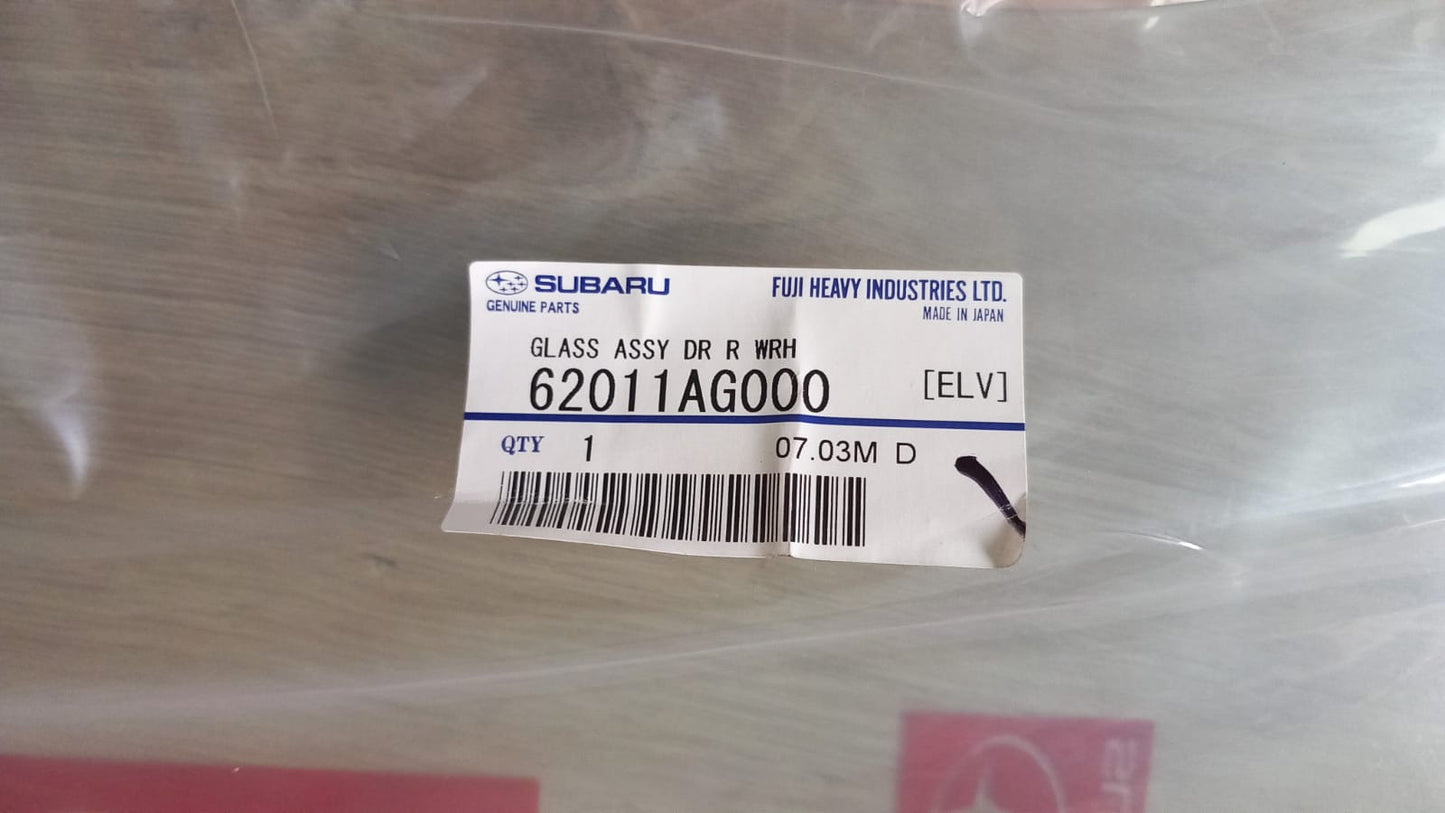 SUBARU
GENUINE PARTS
FUJI HEAVY INDUSTRIES LTD.
MADE IN JAPAN
GLASS ASSY DR R WRH
62011AG000
[ELV]
QTY 1 07.03M D